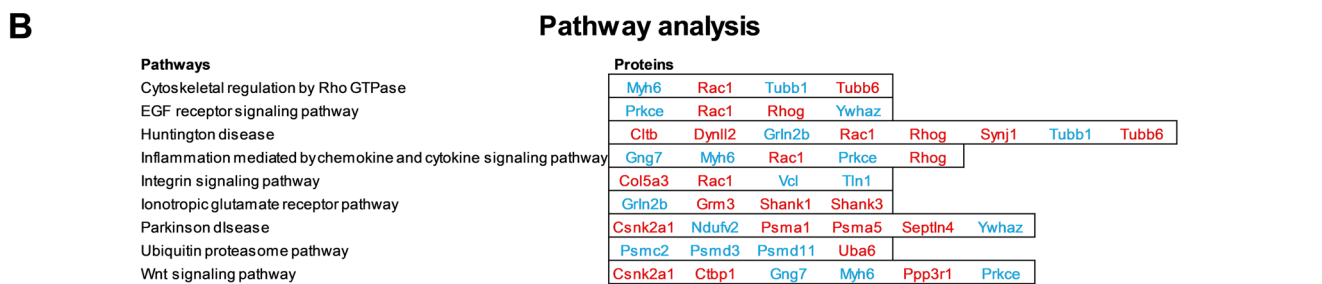 B Pathway analysis
Pathways Proteins
Cytoskeletal regulation by Rho GTPase Myh6 Rac1 Tubb1 Tubb6
EGF receptor signaling pathway Prkce Rac1 Rhog Ywhaz
Huntington disease Cltb Dynll2 Grln2b Rac1 Rhog Synj1 Tubb1 Tubb6
Inflammation mediated by chemokine and cytokine signaling pathway Gng7 Myh6 Rac1 Prkce Rhog
Integrin signaling pathway Col5a3 Rac1 Vcl Tln1
Ionotropic glutamate receptor pathway Grln2b Grm3 Shank1 Shank3
Parkinson dIsease Csnk2a1 Ndufv2 Psma1 Psma5 Septln4 Ywhaz
Ubiquitin proteasome pathway Psmc2 Psmd3 Psmd11 Uba6
Wnt signaling pathway Csnk2a1 Ctbp1 Gng7 Myh6 Ppp3r1 Prkce